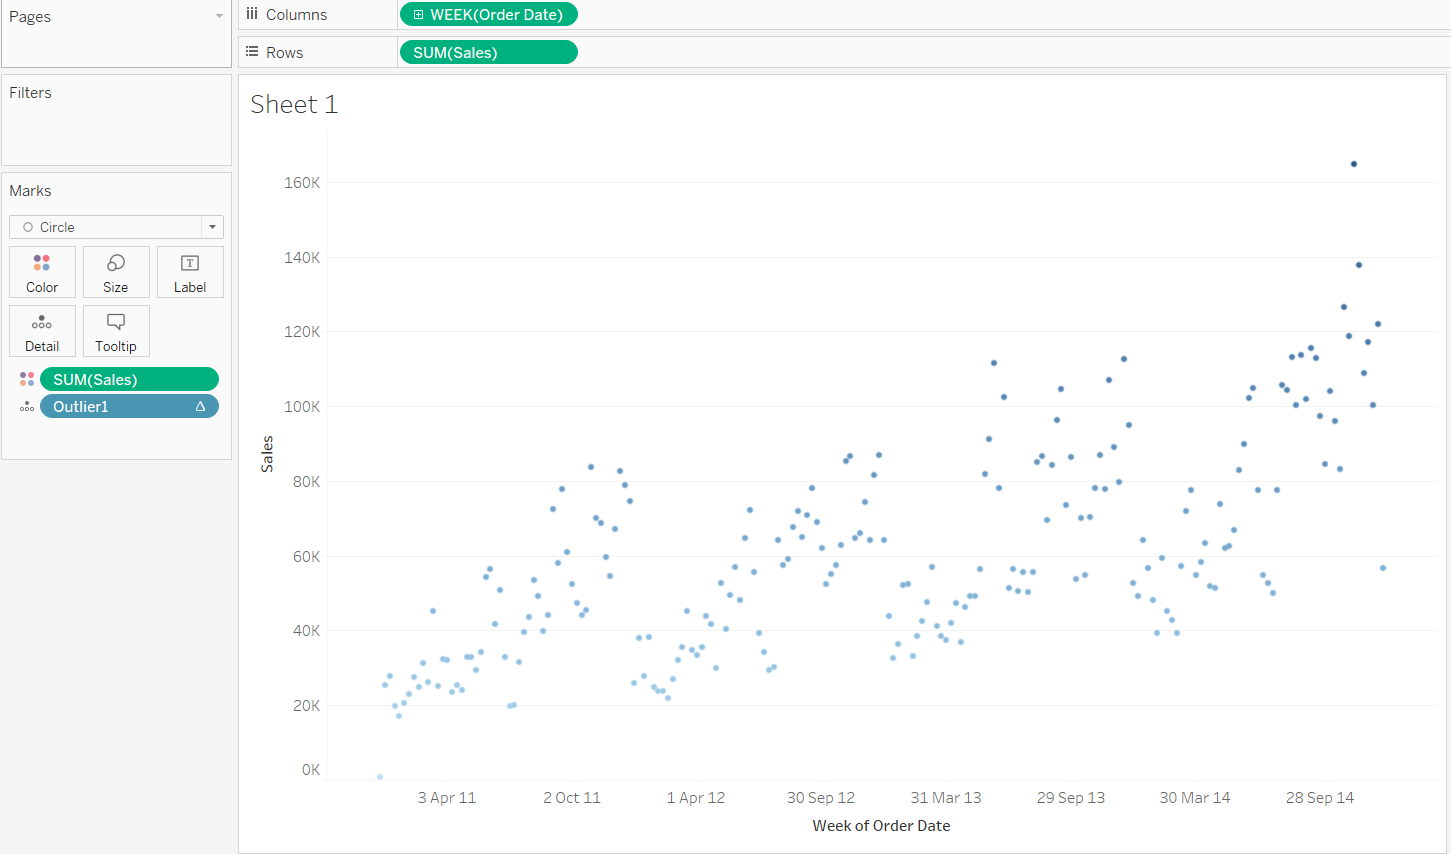 Pages
Columns
WEEK(Order Date)
Rows
SUM(Sales)
Filters
Marks
Circle
Color
Size
T
Label
Detail
Tooltip
SUM(Sales)
Outlier1 Δ
Sheet 1
160K
140K
120K
100K
80K
60K
40K
20K
0K
Sales
3 Apr 11
2 Oct 11
1 Apr 12
30 Sep 12
31 Mar 13
29 Sep 13
30 Mar 14
28 Sep 14
Week of Order Date